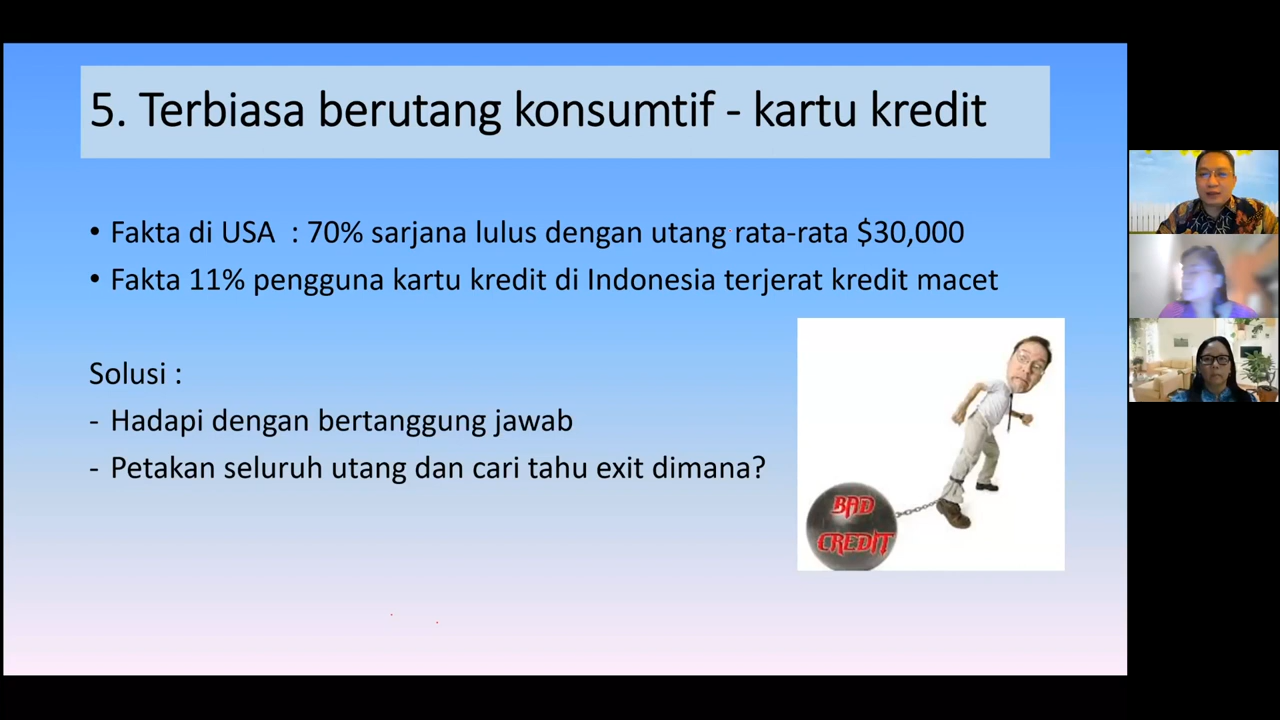 5. Terbiasa berutang konsumtif - kartu kredit
• Fakta di USA : 70% sarjana lulus dengan utang rata-rata $30,000
• Fakta 11% pengguna kartu kredit di Indonesia terjerat kredit macet
Solusi :
- Hadapi dengan bertanggung jawab
- Petakan seluruh utang dan cari tahu exit dimana?
BAD
CREDIT